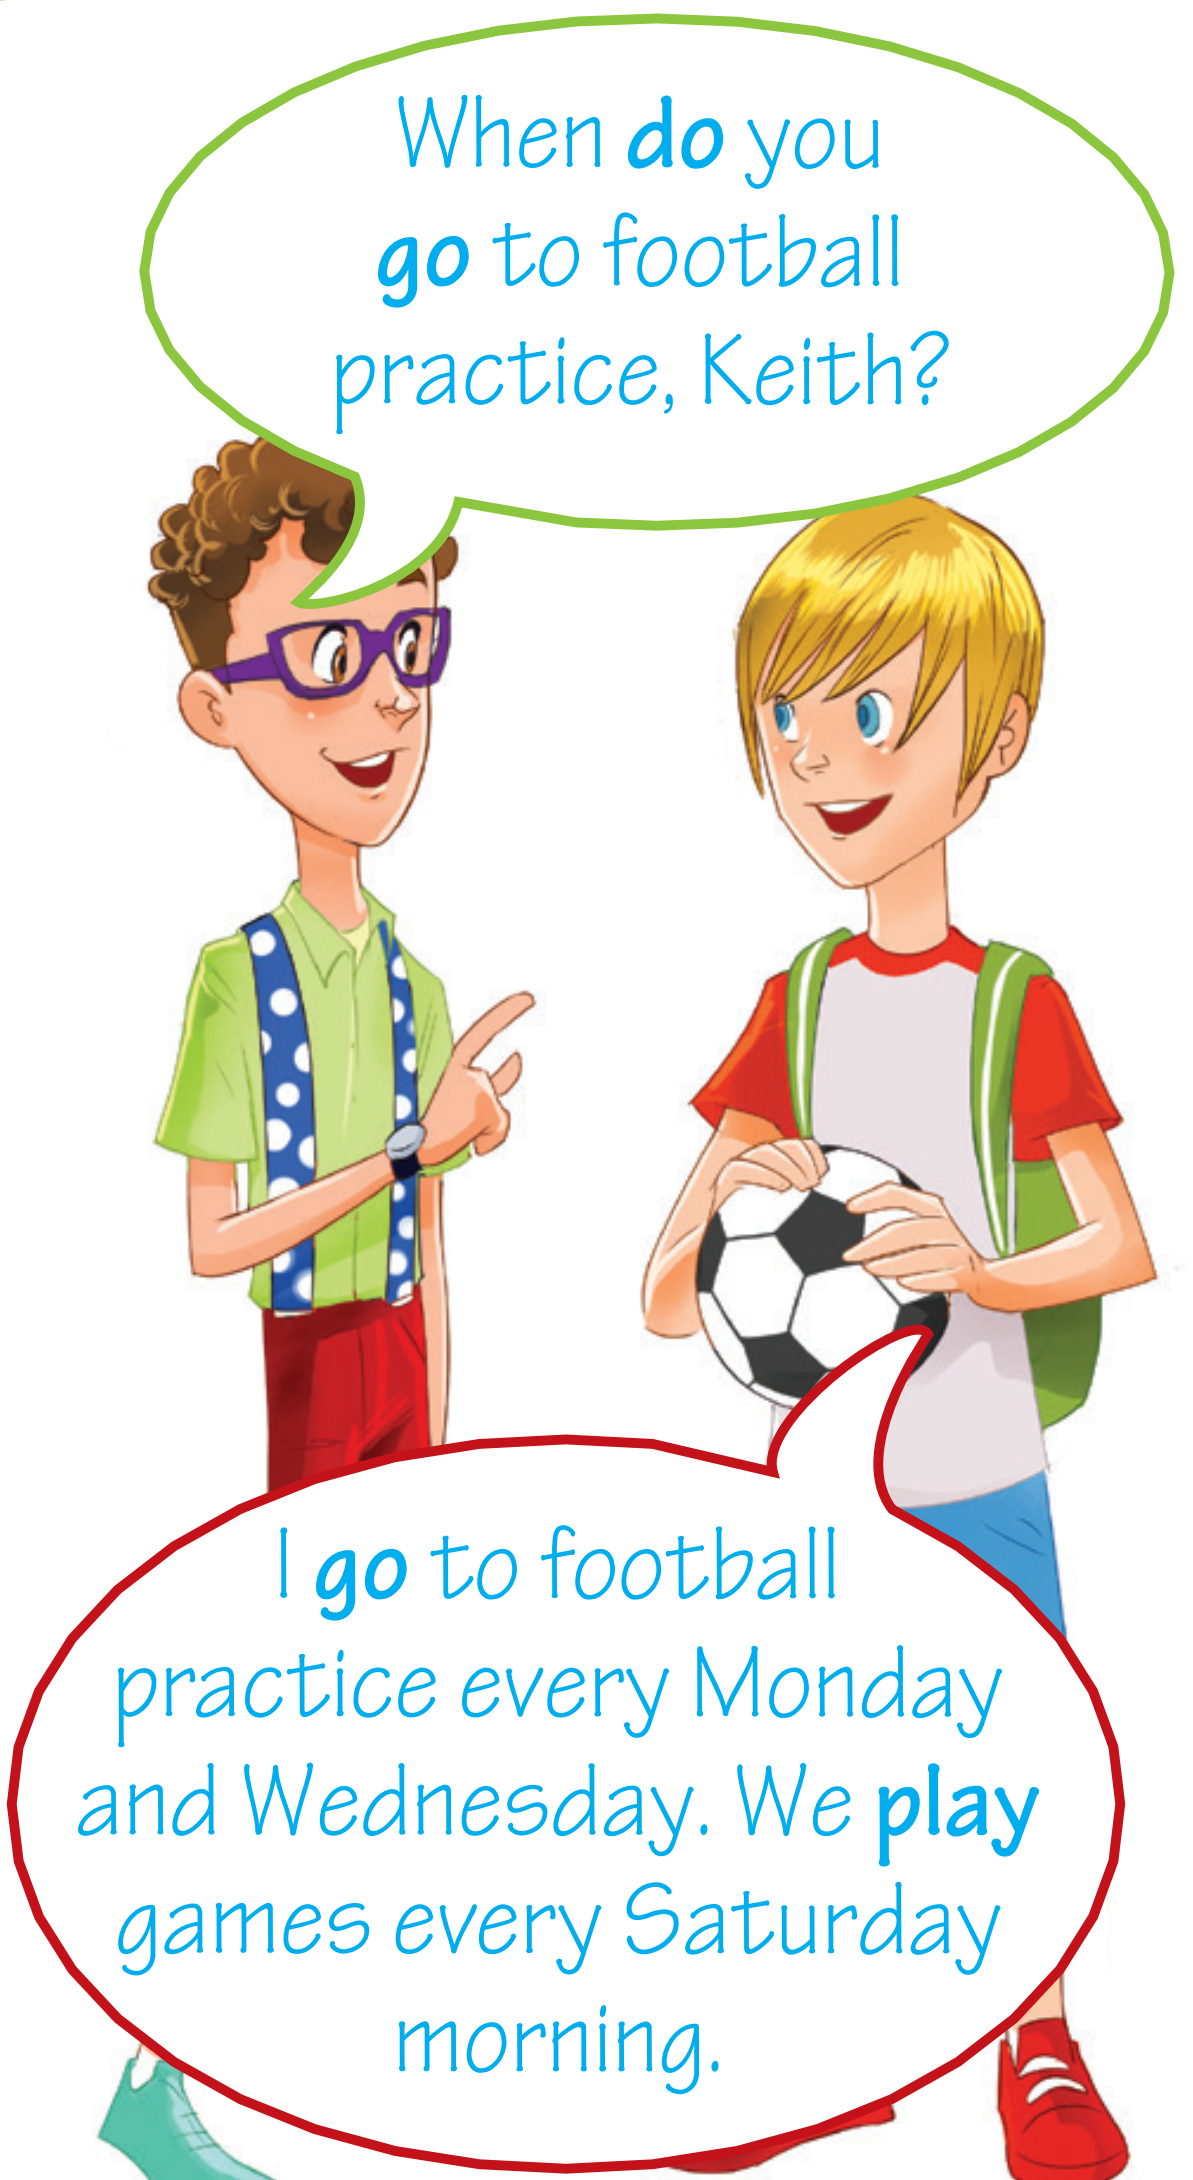 When do you
go to football
practice, Keith?
I go to football
practice every Monday
and Wednesday. We play
games every Saturday
morning.